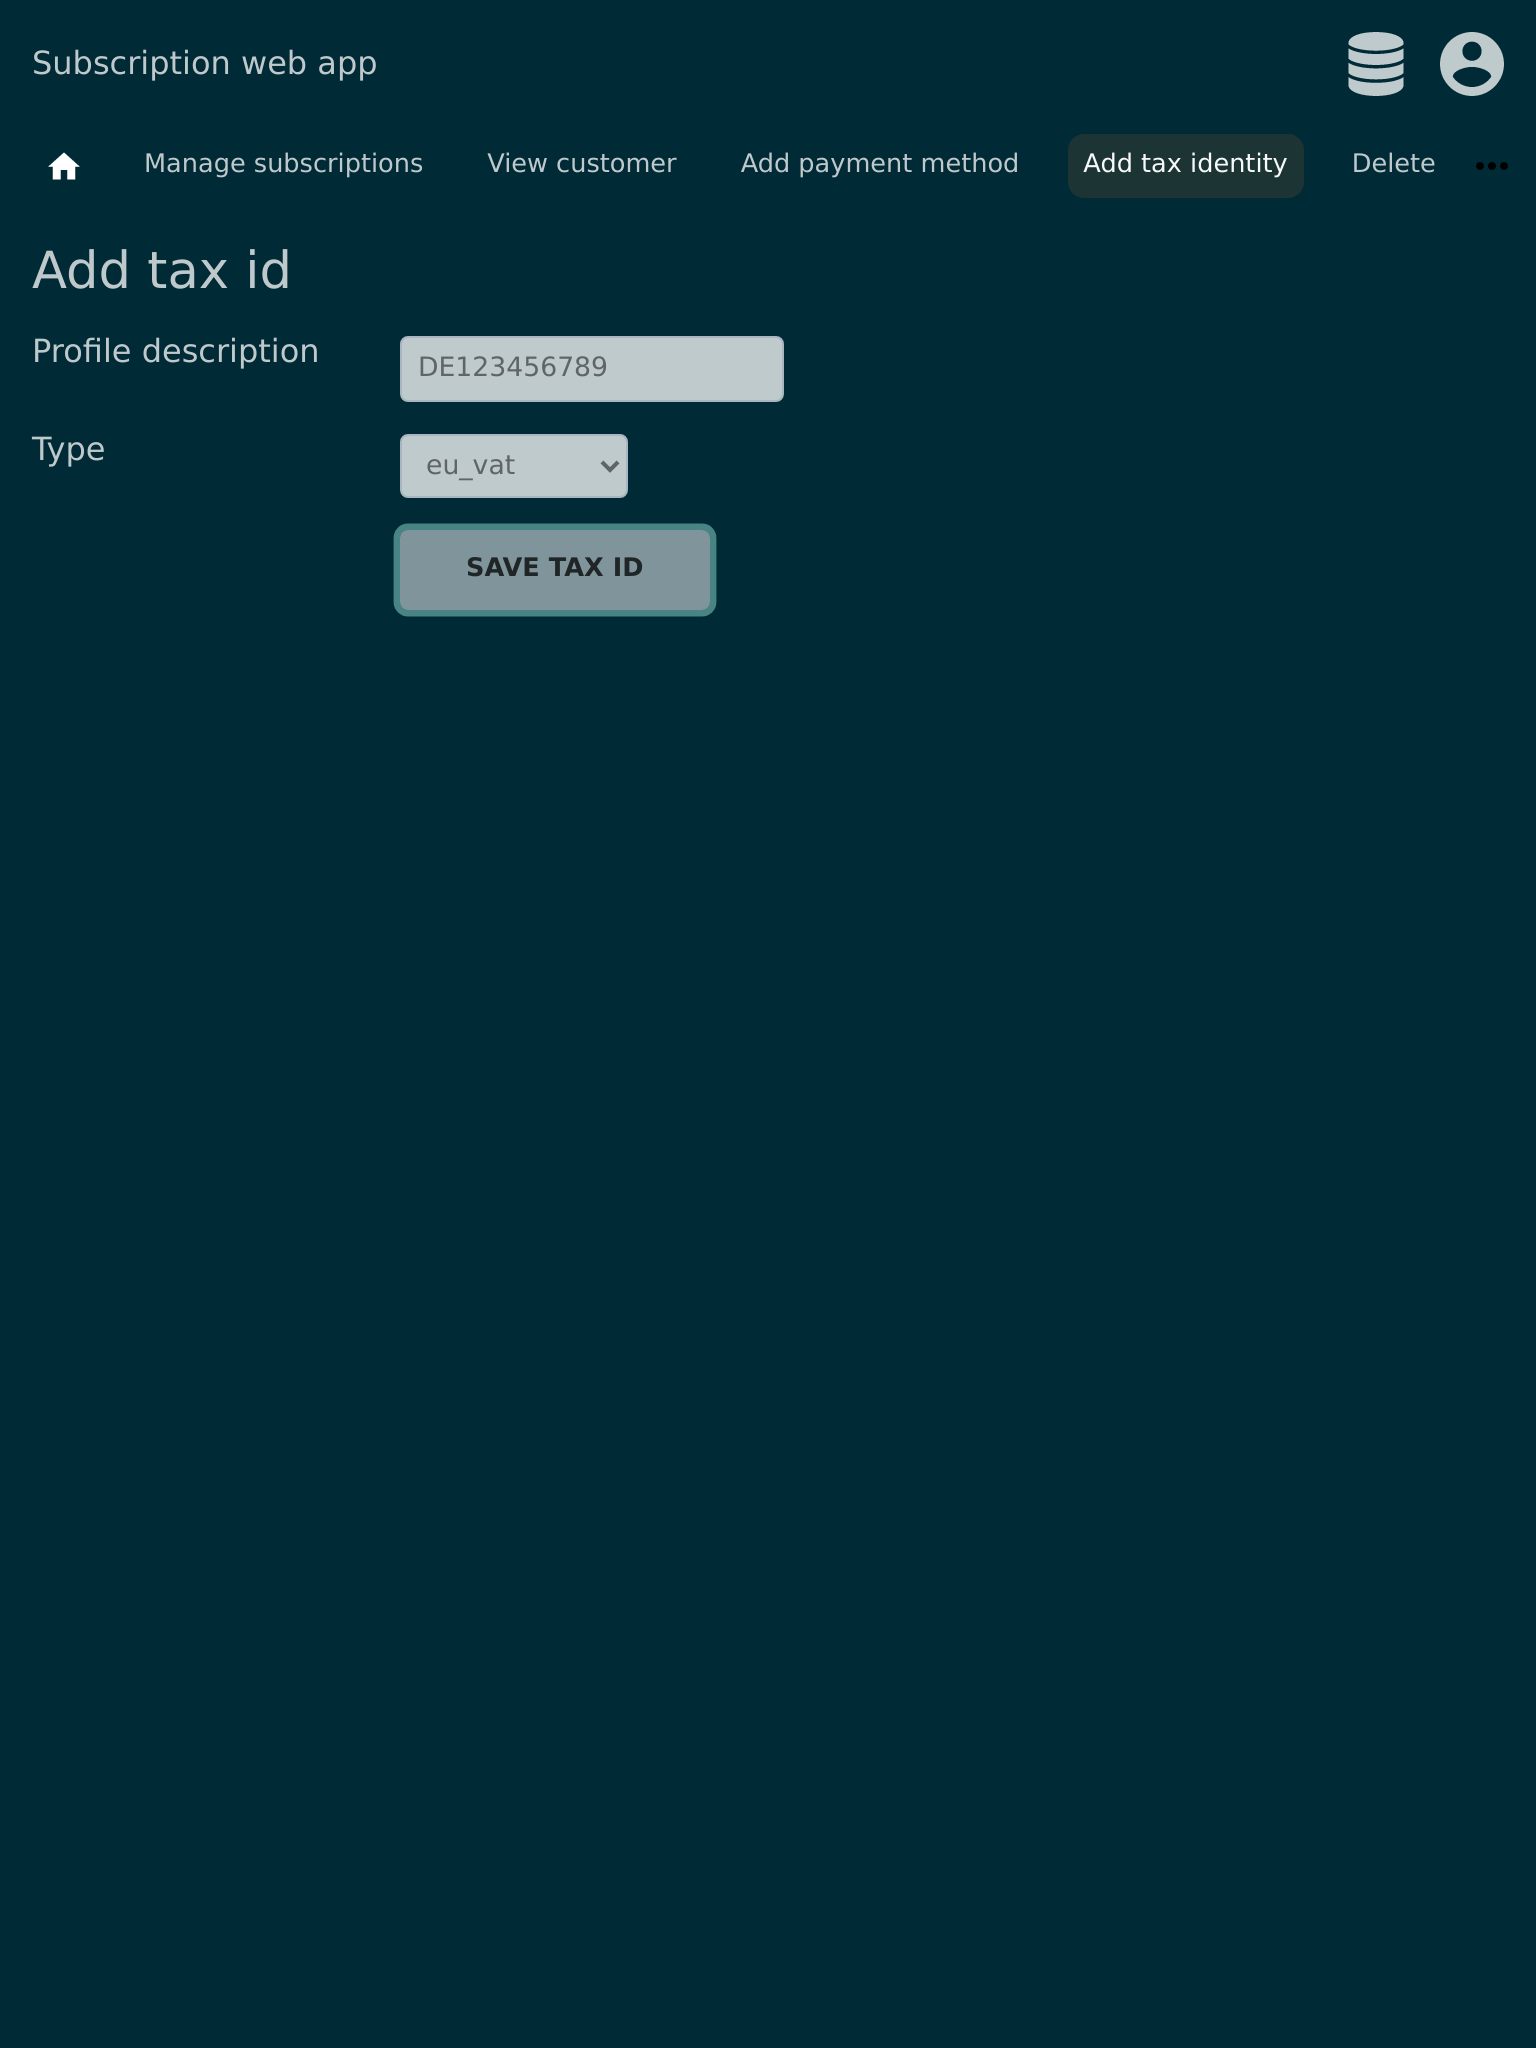 Subscription web app
Manage subscriptions View customer Add payment method Add tax identity Delete
Add tax id
Profile description DE123456789
Type eu_vat
SAVE TAX ID